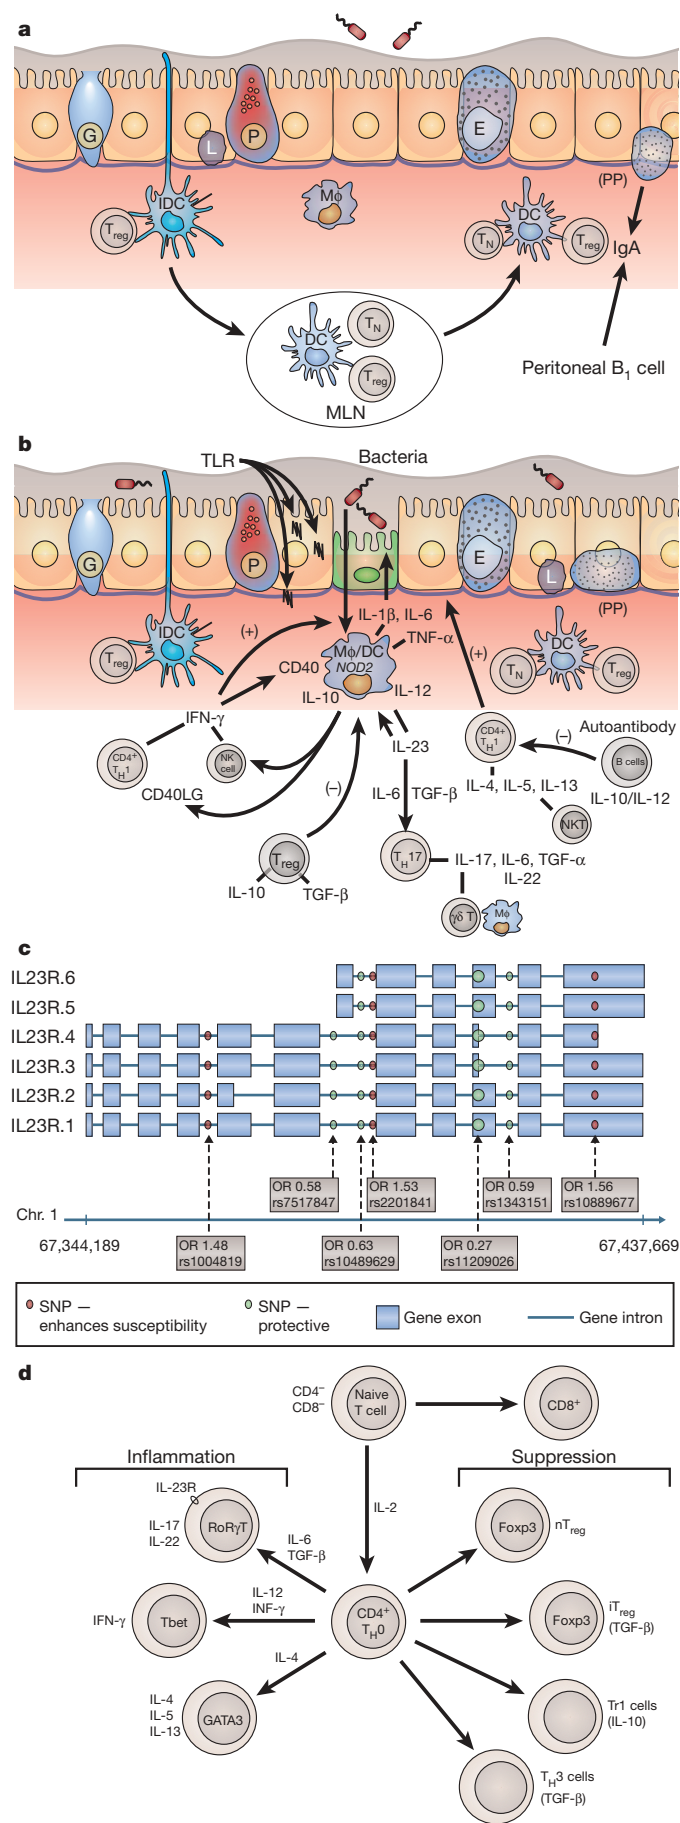 a
G
L
P
E
(PP)
IDC
Treg
Mϕ
DC
TN
Treg
IgA
DC
TN
Treg
MLN
Peritoneal B1 cell
b
TLR
Bacteria
G
P
E
L
(PP)
IL-1β, IL-6
TNF-α
IDC
Treg
(+)
Mϕ/DC
NOD2
CD40
IL-10
IL-12
(+)
DC
TN
Treg
IFN-γ
CD4+
TH1
NK
cell
CD40LG
IL-23
CD4+
TH1
(–)
Autoantibody
B cells
IL-10/IL-12
(–)
IL-6
TGF-β
IL-4, IL-5, IL-13
NKT
Treg
IL-10
TGF-β
TH17
IL-17, IL-6, TGF-α
IL-22
γδ T
Mϕ
c
IL23R.6
IL23R.5
IL23R.4
IL23R.3
IL23R.2
IL23R.1
OR 0.58
rs7517847
OR 1.53
rs2201841
OR 0.59
rs1343151
OR 1.56
rs10889677
Chr. 1
67,344,189
67,437,669
OR 1.48
rs1004819
OR 0.63
rs10489629
OR 0.27
rs11209026
SNP —
enhances susceptibility
SNP —
protective
Gene exon
Gene intron
d
CD4–
CD8–
Naive
T cell
CD8+
Inflammation
Suppression
IL-2
IL-23R
IL-17
IL-22
RoRγT
IL-6
TGF-β
Foxp3
nTreg
IFN-γ
Tbet
IL-12
INF-γ
CD4+
TH0
Foxp3
iTreg
(TGF-β)
IL-4
IL-4
IL-5
IL-13
GATA3
Tr1 cells
(IL-10)
TH3 cells
(TGF-β)